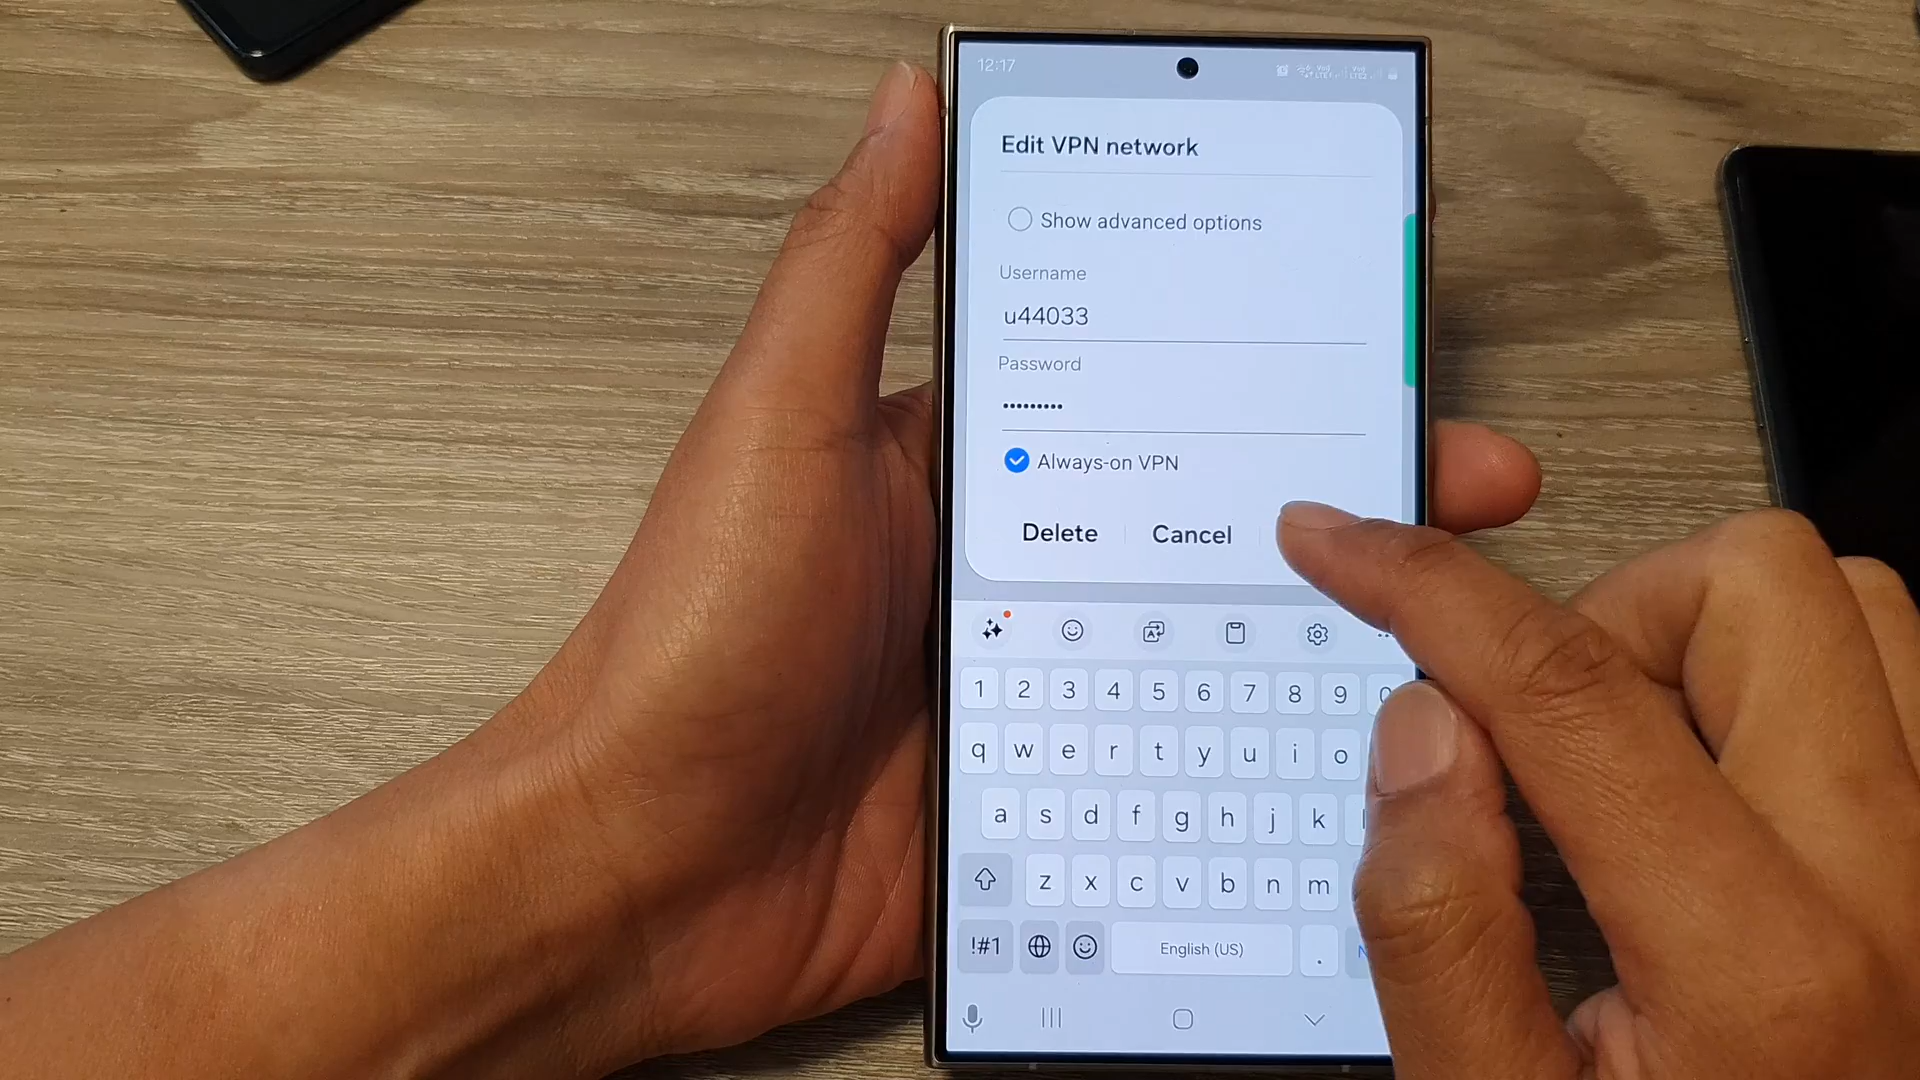 12:17
Edit VPN network
Show advanced options
Username
u44033
Password
•••••••••
Always-on VPN
Delete Cancel
1 2 3 4 5 6 7 8 9 0
q w e r t y u i o
a s d f g h j k l
z x c v b n m
!#1 English (US) .